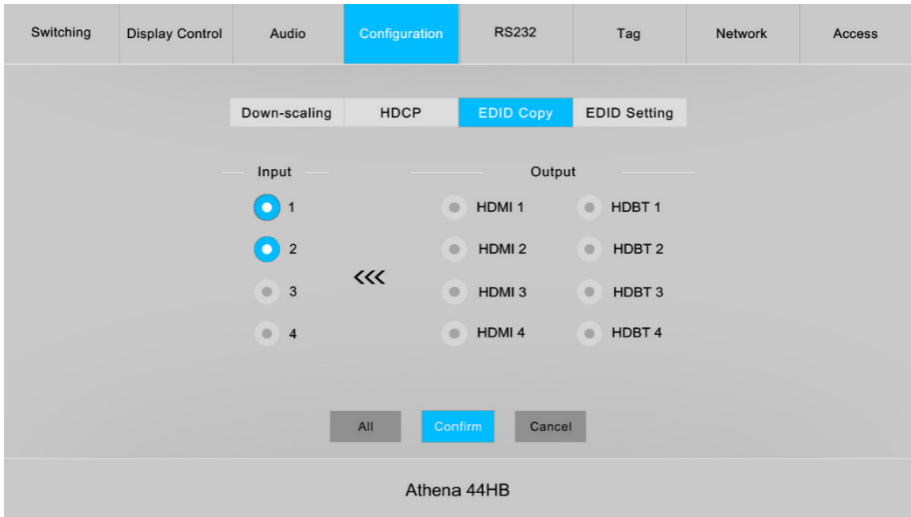 Switching Display Control Audio Configuration RS232 Tag Network Access
Down-scaling HDCP EDID Copy EDID Setting
Input Output
1 HDMI 1 HDBT 1
2 HDMI 2 HDBT 2
<<<
3 HDMI 3 HDBT 3
4 HDMI 4 HDBT 4
All Confirm Cancel
Athena 44HB